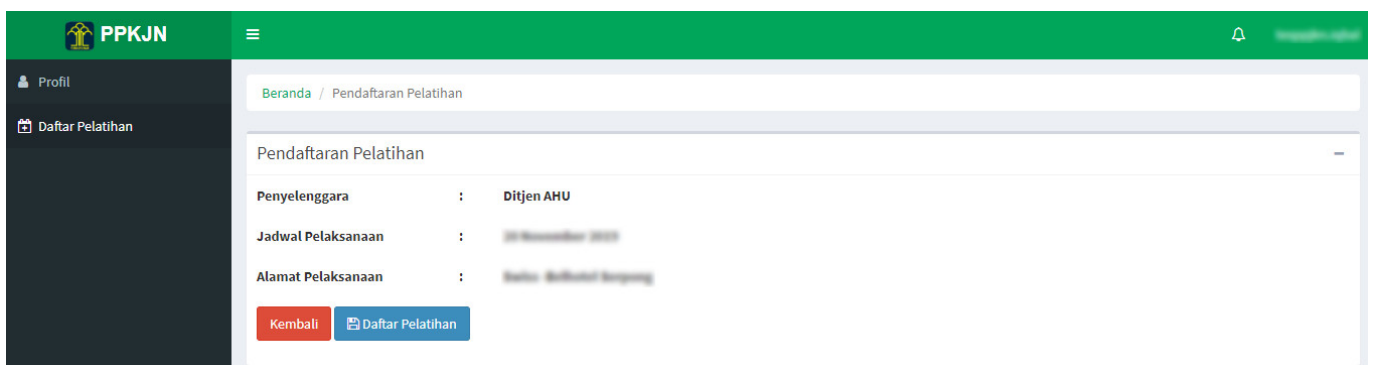 PPKJN
Profil
Daftar Pelatihan
Beranda / Pendaftaran Pelatihan
Pendaftaran Pelatihan
Penyelenggara : Ditjen AHU
Jadwal Pelaksanaan :
Alamat Pelaksanaan :
Kembali Daftar Pelatihan